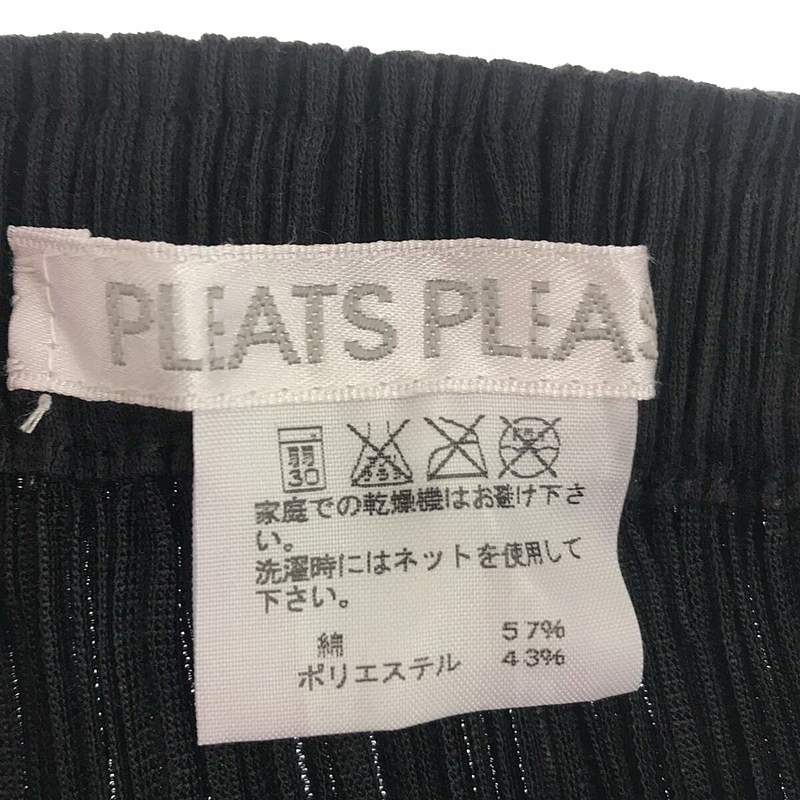 PLEATS PLEAS
弱
30
家庭での乾燥機はお避け下さ
い。
洗濯時にはネットを使用して
下さい。
綿 57%
ポリエステル 43%